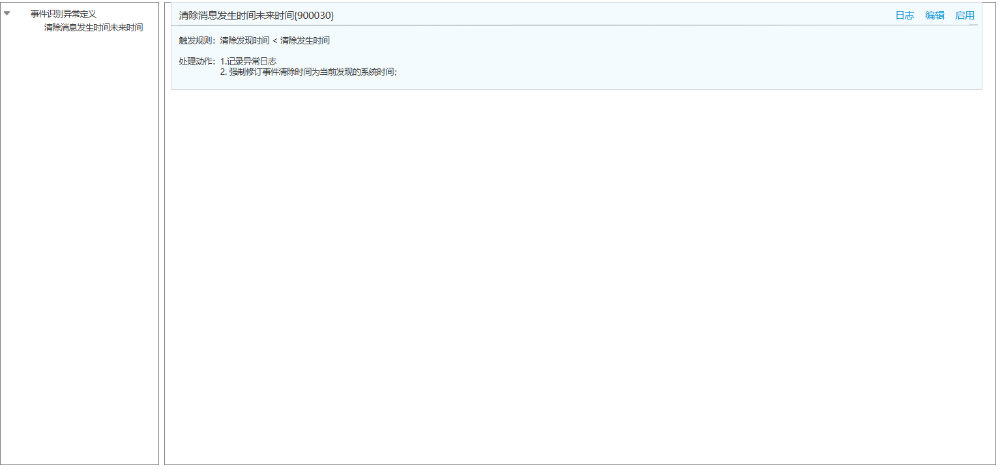 事件识别异常定义
清除消息发生时间未来时间
清除消息发生时间未来时间{900030}
日志 编辑 启用
触发规则：清除发现时间 < 清除发生时间
处理动作：1.记录异常日志
2. 强制修订事件清除时间为当前发现的系统时间；